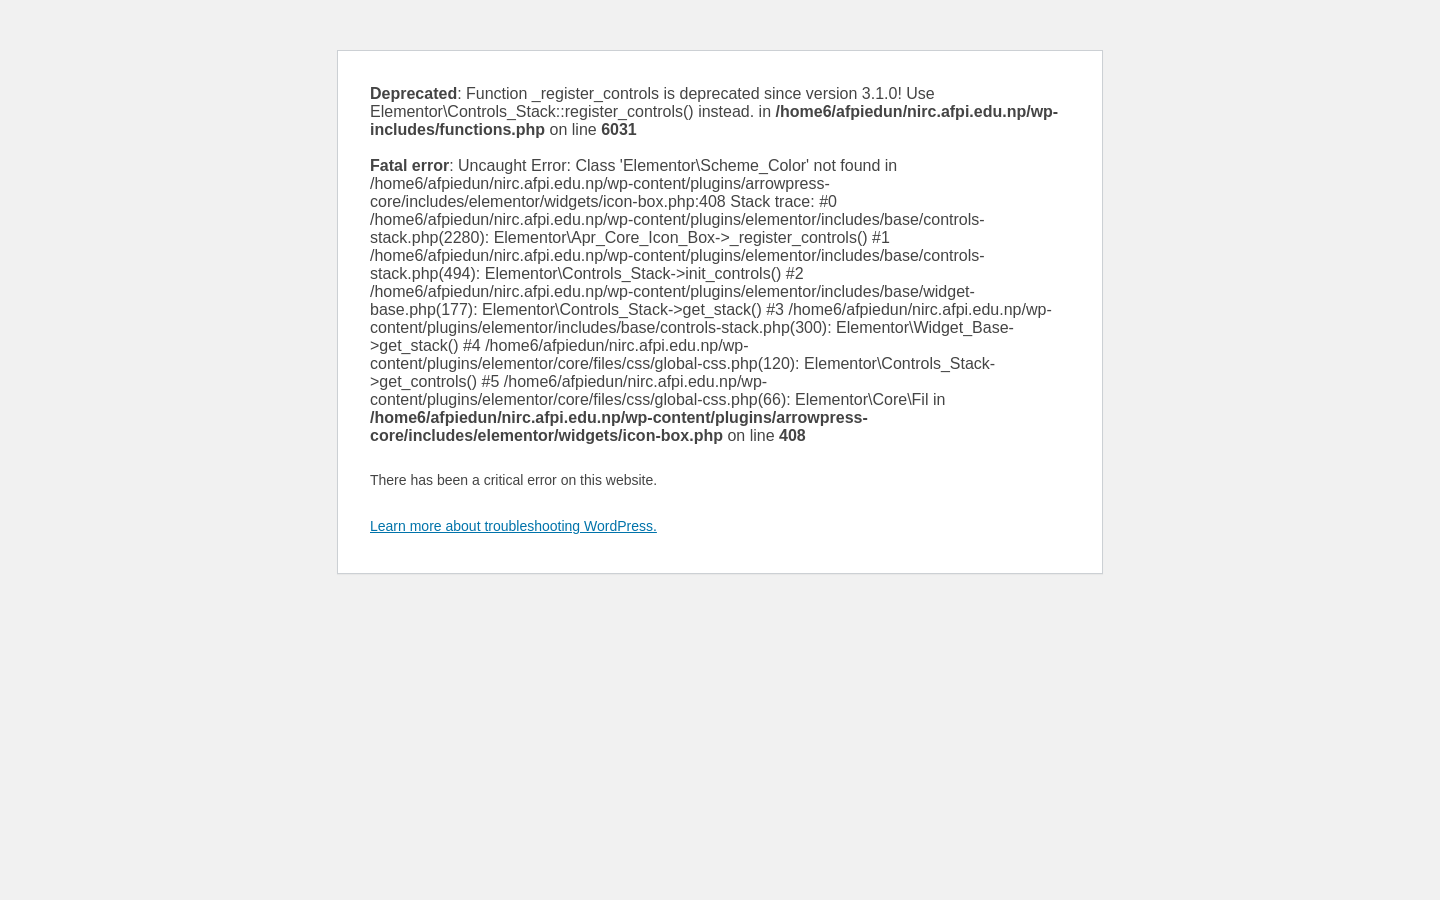 Deprecated: Function _register_controls is deprecated since version 3.1.0! Use
Elementor\Controls_Stack::register_controls() instead. in /home6/afpiedun/nirc.afpi.edu.np/wp-
includes/functions.php on line 6031
Fatal error: Uncaught Error: Class 'Elementor\Scheme_Color' not found in
/home6/afpiedun/nirc.afpi.edu.np/wp-content/plugins/arrowpress-
core/includes/elementor/widgets/icon-box.php:408 Stack trace: #0
/home6/afpiedun/nirc.afpi.edu.np/wp-content/plugins/elementor/includes/base/controls-
stack.php(2280): Elementor\Apr_Core_Icon_Box->_register_controls() #1
/home6/afpiedun/nirc.afpi.edu.np/wp-content/plugins/elementor/includes/base/controls-
stack.php(494): Elementor\Controls_Stack->init_controls() #2
/home6/afpiedun/nirc.afpi.edu.np/wp-content/plugins/elementor/includes/base/widget-
base.php(177): Elementor\Controls_Stack->get_stack() #3 /home6/afpiedun/nirc.afpi.edu.np/wp-
content/plugins/elementor/includes/base/controls-stack.php(300): Elementor\Widget_Base-
>get_stack() #4 /home6/afpiedun/nirc.afpi.edu.np/wp-
content/plugins/elementor/core/files/css/global-css.php(120): Elementor\Controls_Stack-
>get_controls() #5 /home6/afpiedun/nirc.afpi.edu.np/wp-
content/plugins/elementor/core/files/css/global-css.php(66): Elementor\Core\Fil in
/home6/afpiedun/nirc.afpi.edu.np/wp-content/plugins/arrowpress-
core/includes/elementor/widgets/icon-box.php on line 408
There has been a critical error on this website.
Learn more about troubleshooting WordPress.